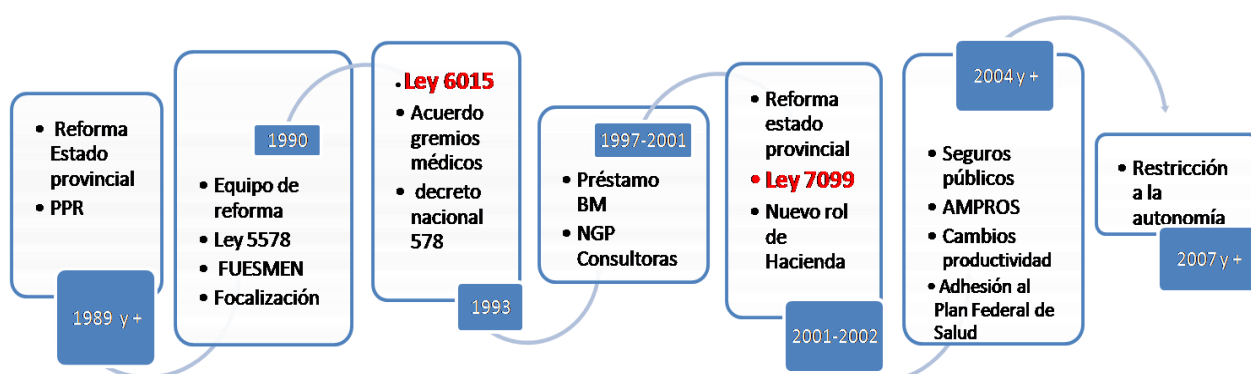 • Reforma
Estado
provincial
• PPR
1989 y +
1990
• Equipo de
reforma
• Ley 5578
• FUESMEN
• Focalización
• Ley 6015
• Acuerdo
gremios
médicos
• decreto
nacional
578
1993
1997-2001
• Préstamo
BM
• NGP
Consultoras
• Reforma
estado
provincial
• Ley 7099
• Nuevo rol
de
Hacienda
2001-2002
2004 y +
• Seguros
públicos
• AMPROS
• Cambios
productividad
• Adhesión al
Plan Federal de
Salud
• Restricción
a la
autonomía
2007 y +